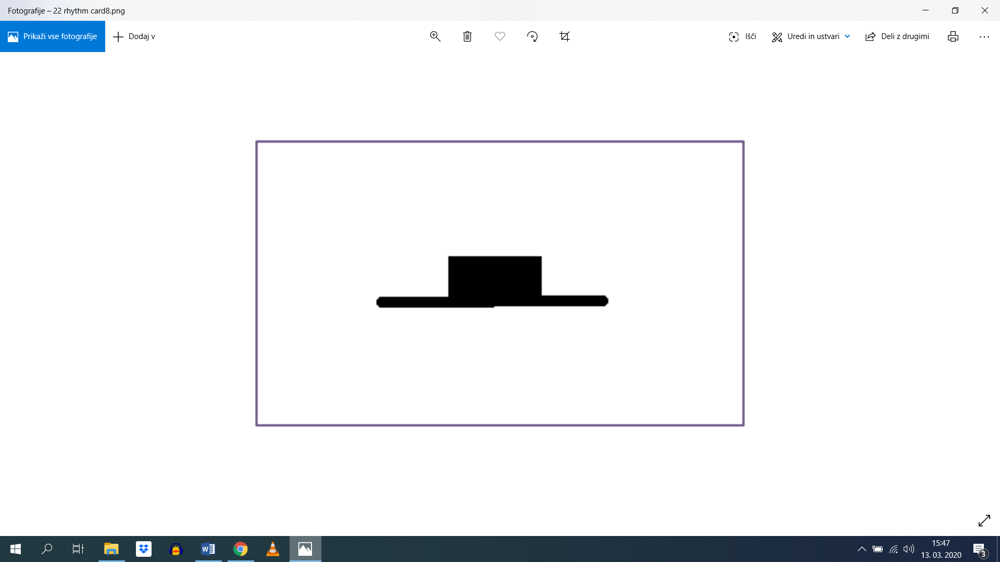 Fotografije – 22 rhythm card8.png
Prikaži vse fotografije
Dodaj v
Išči
Uredi in ustvari
Deli z drugimi
15:47
13. 03. 2020
3